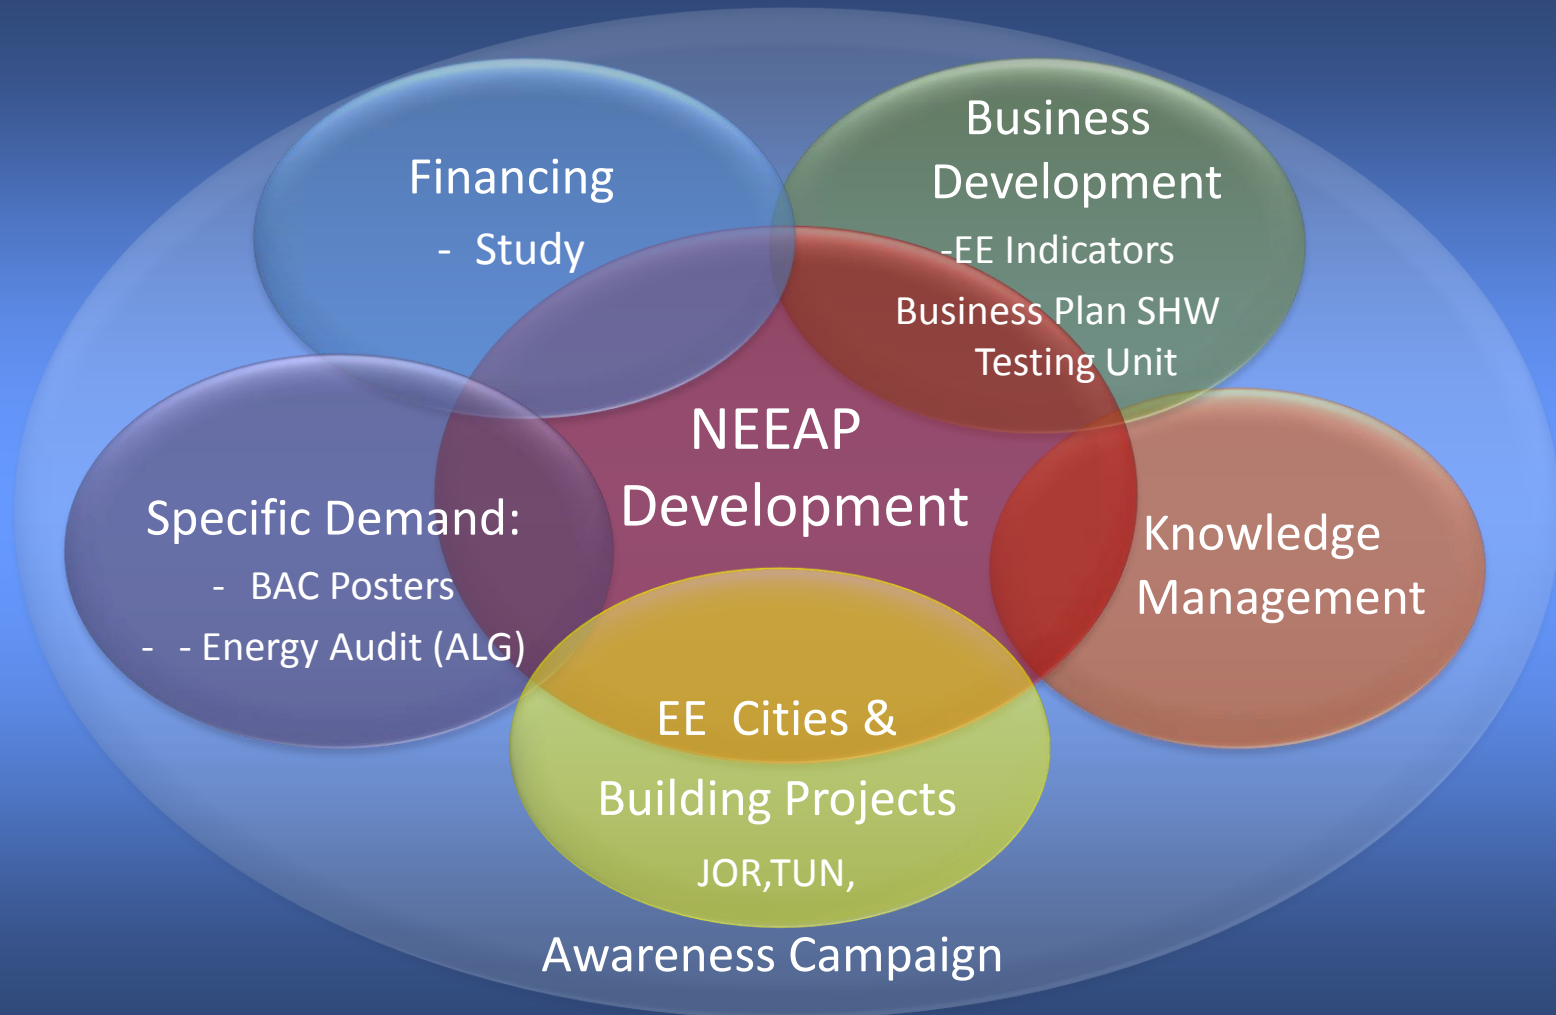 Financing
- Study
Business
Development
-EE Indicators
Business Plan SHW
Testing Unit
NEEAP
Development
Specific Demand:
- BAC Posters
- - Energy Audit (ALG)
Knowledge
Management
EE Cities &
Building Projects
JOR,TUN,
Awareness Campaign